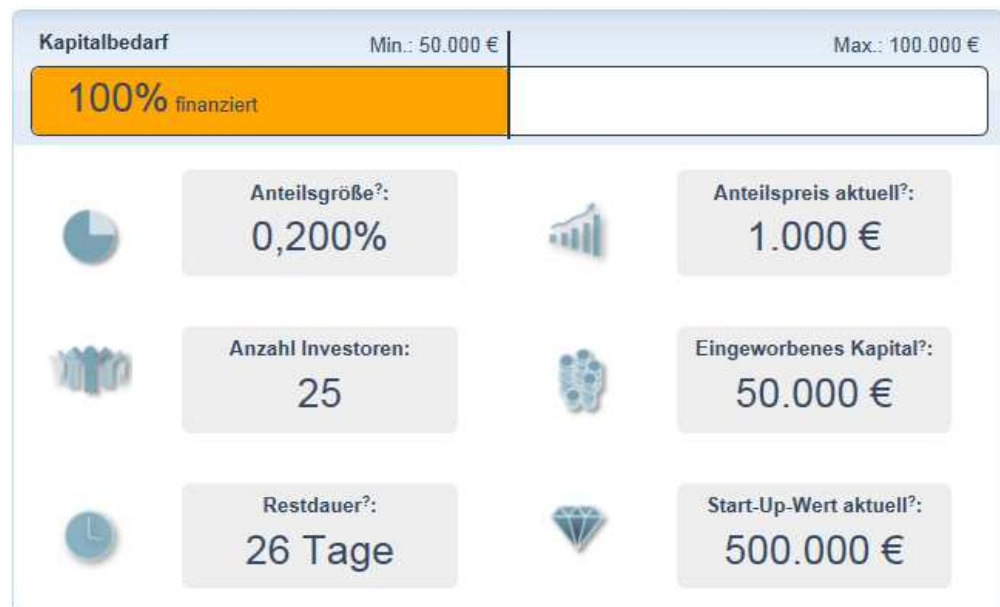 Kapitalbedarf Min.: 50.000 € Max.: 100.000 €
100% finanziert
Anteilsgröße?: Anteilspreis aktuell?:
0,200% 1.000 €
Anzahl Investoren: Eingeworbenes Kapital?:
25 50.000 €
Restdauer?: Start-Up-Wert aktuell?:
26 Tage 500.000 €